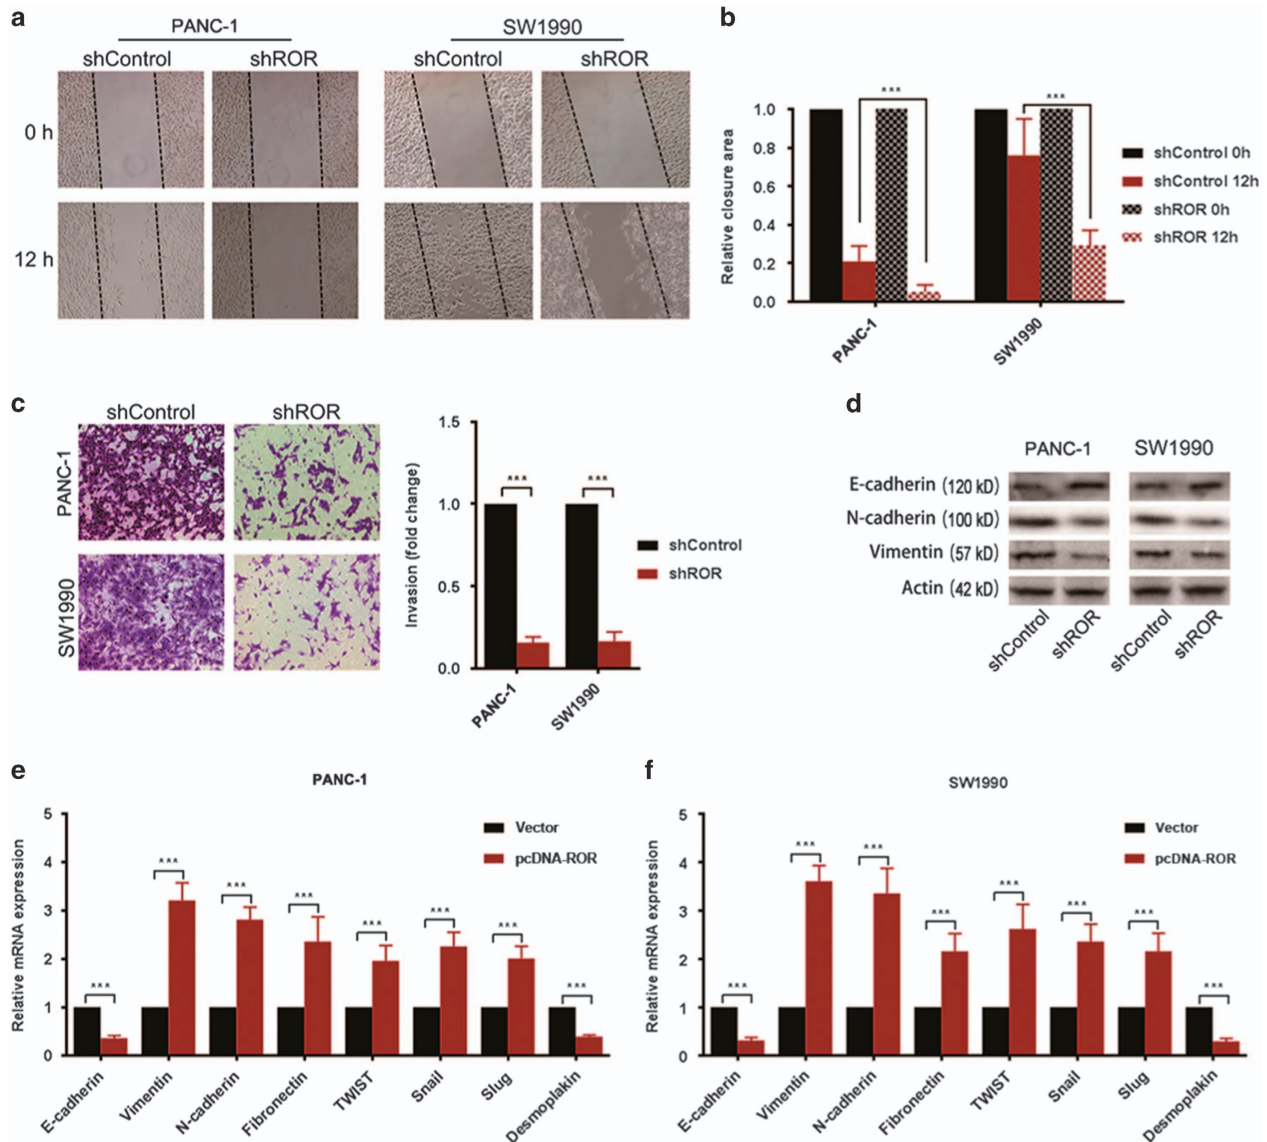 a
PANC-1
SW1990
shControl
shROR
shControl
shROR
0 h
12 h
b
***
***
Relative closure area
1.0
0.8
0.6
0.4
0.2
0.0
PANC-1
SW1990
shControl 0h
shControl 12h
shROR 0h
shROR 12h
c
shControl
shROR
PANC-1
SW1990
Invasion (fold change)
1.5
1.0
0.5
0.0
***
***
PANC-1
SW1990
shControl
shROR
d
PANC-1
SW1990
E-cadherin (120 kD)
N-cadherin (100 kD)
Vimentin (57 kD)
Actin (42 kD)
shControl
shROR
shControl
shROR
e
PANC-1
Relative mRNA expression
5
4
3
2
1
0
***
***
***
***
***
***
***
***
Vector
pcDNA-ROR
E-cadherin
Vimentin
N-cadherin
Fibronectin
TWIST
Snail
Slug
Desmoplakin
f
SW1990
Relative mRNA expression
5
4
3
2
1
0
***
***
***
***
***
***
***
***
Vector
pcDNA-ROR
E-cadherin
Vimentin
N-cadherin
Fibronectin
TWIST
Snail
Slug
Desmoplakin